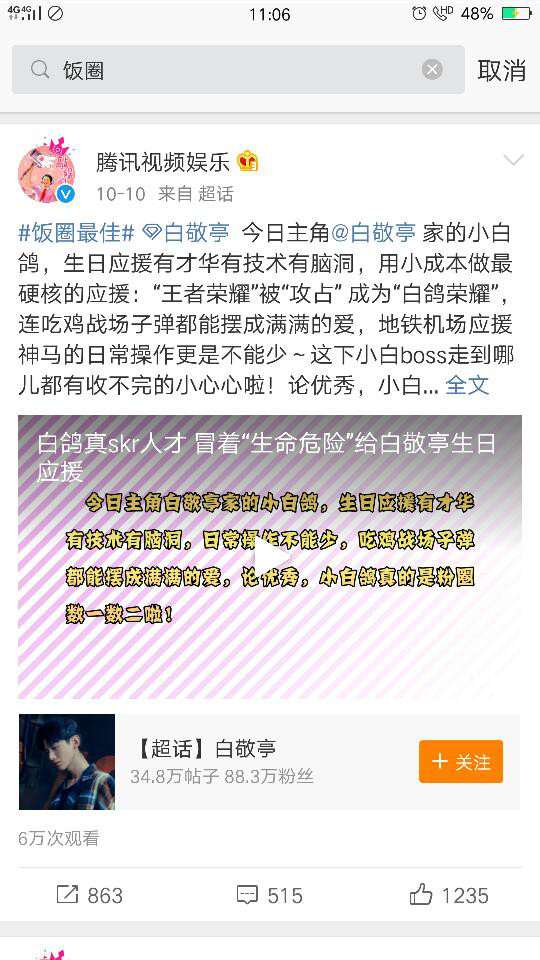 4G 4G 11:06 HD 48%
饭圈 取消
腾讯视频娱乐
10-10 来自 超话
#饭圈最佳# 白敬亭 今日主角@白敬亭 家的小白
鸽，生日应援有才华有技术有脑洞，用小成本做最
硬核的应援：“王者荣耀”被“攻占” 成为“白鸽荣耀”，
连吃鸡战场子弹都能摆成满满的爱，地铁机场应援
神马的日常操作更是不能少～这下小白boss走到哪
儿都有收不完的小心心啦！论优秀，小白... 全文
白鸽真skr人才 冒着“生命危险”给白敬亭生日
应援
今日主角白敬亭家的小白鸽，生日应援有才华
有技术有脑洞，日常操作不能少，吃鸡战场子弹
都能摆成满满的爱，论优秀，小白鸽真的是粉圈
数一数二啦！
【超话】白敬亭
34.8万帖子 88.3万粉丝
+ 关注
6万次观看
863 515 1235